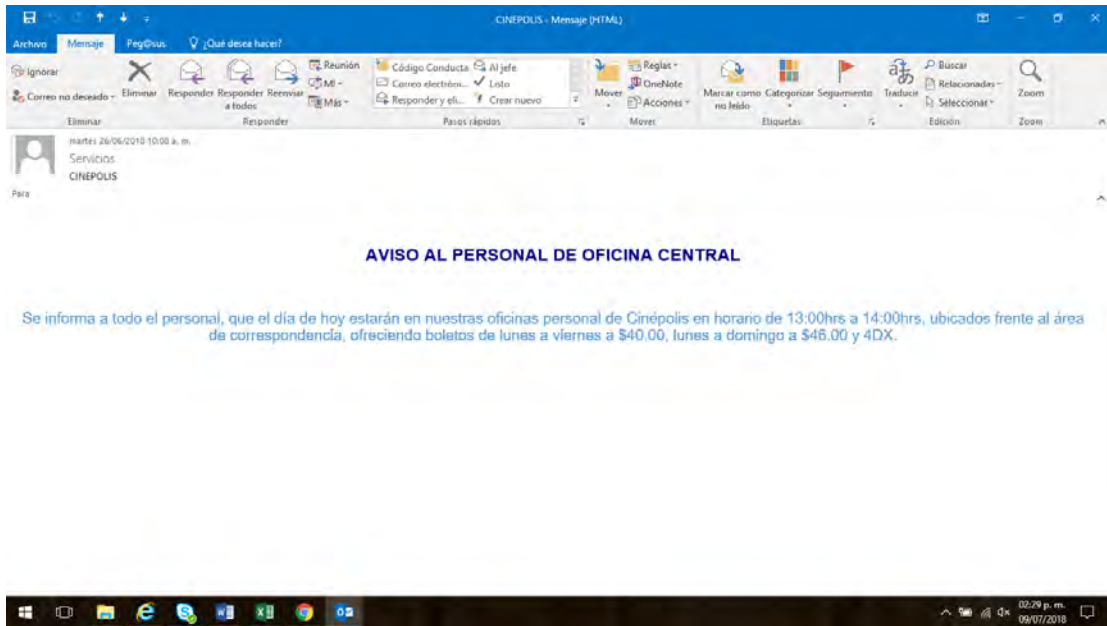 CINEPOLIS - Mensaje (HTML)
Archivo Mensaje PegOsus ¿Qué desea hacer?
Ignorar
Correo no deseado
Eliminar
Responder
Responder a todos
Reenviar
Reunión
MI
Más
Código Conducta
Al jefe
Correo electrón...
Listo
Responder y eli...
Crear nuevo
Mover
Reglas
OneNote
Acciones
Marcar como no leído
Categorizar
Seguimiento
Traducir
Buscar
Relacionadas
Seleccionar
Zoom
Eliminar Responder Pasos rápidos Mover Etiquetas Edición Zoom
martes 26/06/2018 10:08 a. m.
Servicios
CINEPOLIS
Para
AVISO AL PERSONAL DE OFICINA CENTRAL
Se informa a todo el personal, que el día de hoy estarán en nuestras oficinas personal de Cinépolis en horario de 13:00hrs a 14:00hrs, ubicados frente al área
de correspondencia, ofreciendo boletos de lunes a viernes a $40.00, lunes a domingo a $46.00 y 4DX.
02:29 p. m.
09/07/2018